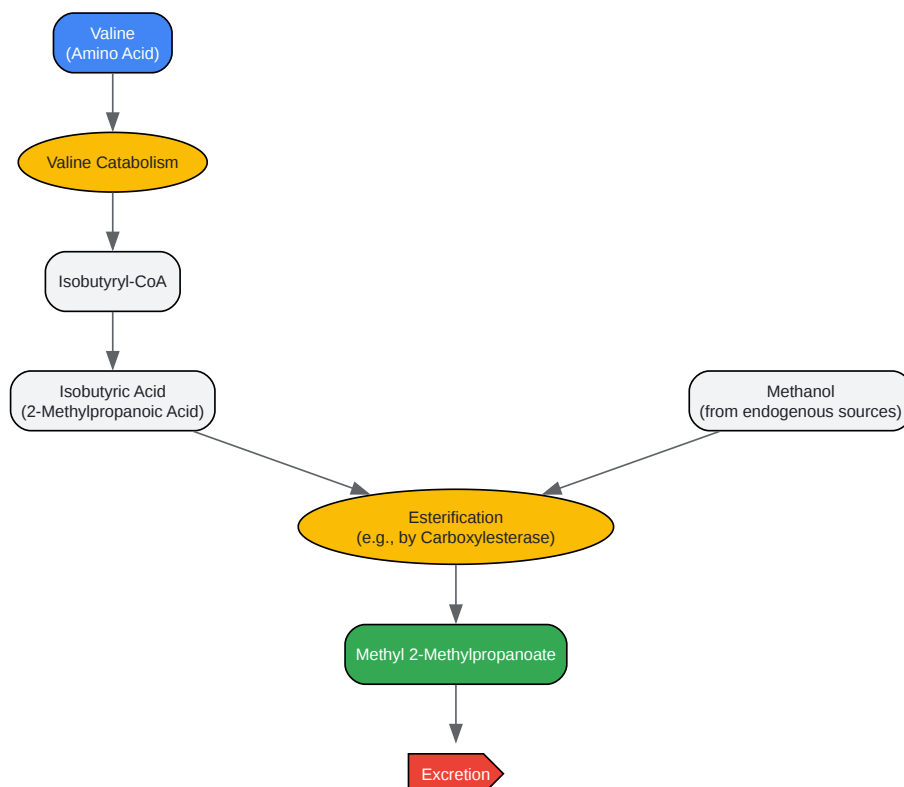 Valine
(Amino Acid)
Valine Catabolism
Isobutyryl-CoA
Isobutyric Acid
(2-Methylpropanoic Acid)
Methanol
(from endogenous sources)
Esterification
(e.g., by Carboxylesterase)
Methyl 2-Methylpropanoate
Excretion